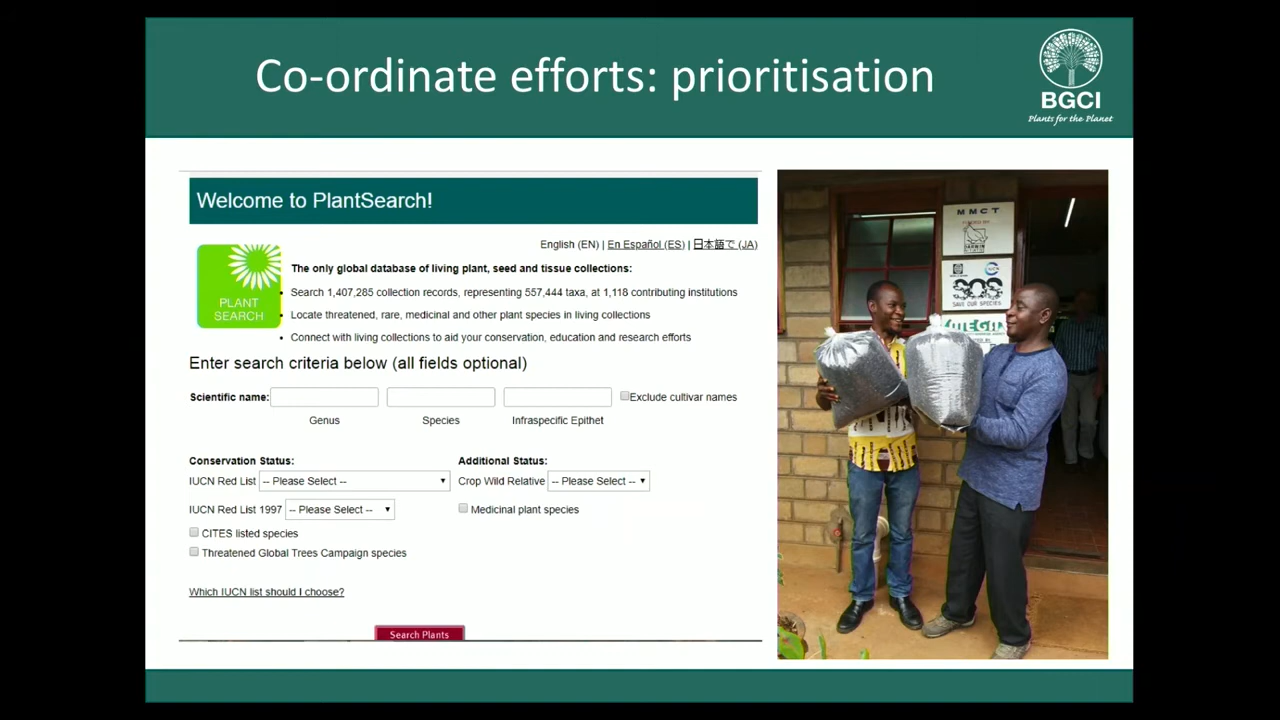 Co-ordinate efforts: prioritisation
BGCI
Plants for the Planet
Welcome to PlantSearch!
English (EN) | En Español (ES) | 日本語で (JA)
PLANT
SEARCH
The only global database of living plant, seed and tissue collections:
• Search 1,407,285 collection records, representing 557,444 taxa, at 1,118 contributing institutions
• Locate threatened, rare, medicinal and other plant species in living collections
• Connect with living collections to aid your conservation, education and research efforts
Enter search criteria below (all fields optional)
Scientific name: Exclude cultivar names
Genus Species Infraspecific Epithet
Conservation Status: Additional Status:
IUCN Red List -- Please Select -- Crop Wild Relative -- Please Select --
IUCN Red List 1997 -- Please Select -- Medicinal plant species
CITES listed species
Threatened Global Trees Campaign species
Which IUCN list should I choose?
Search Plants
MMCT
DARWIN
IUCN
SAVE OUR SPECIES